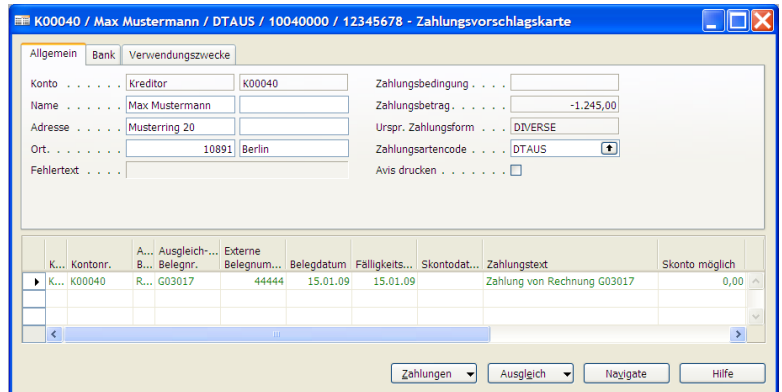 K00040 / Max Mustermann / DTAUS / 10040000 / 12345678 - Zahlungsvorschlagskarte
Allgemein Bank Verwendungszwecke
Konto . . . . . . Kreditor K00040 Zahlungsbedingung . . . .
Name . . . . . . Max Mustermann Zahlungsbetrag. . . . . . -1.245,00
Adresse . . . . . Musterring 20 Urspr. Zahlungsform . . . DIVERSE
Ort. . . . . . . . 10891 Berlin Zahlungsartencode . . . . DTAUS
Fehlertext . . . . Avis drucken . . . . . . .
A... Ausgleich-... Externe
K... Kontonr. B... Belegnr. Belegnum... Belegdatum Fälligkeits... Skontodat... Zahlungstext Skonto möglich
K... K00040 R... G03017 44444 15.01.09 15.01.09 Zahlung von Rechnung G03017 0,00
Zahlungen Ausgleich Navigate Hilfe